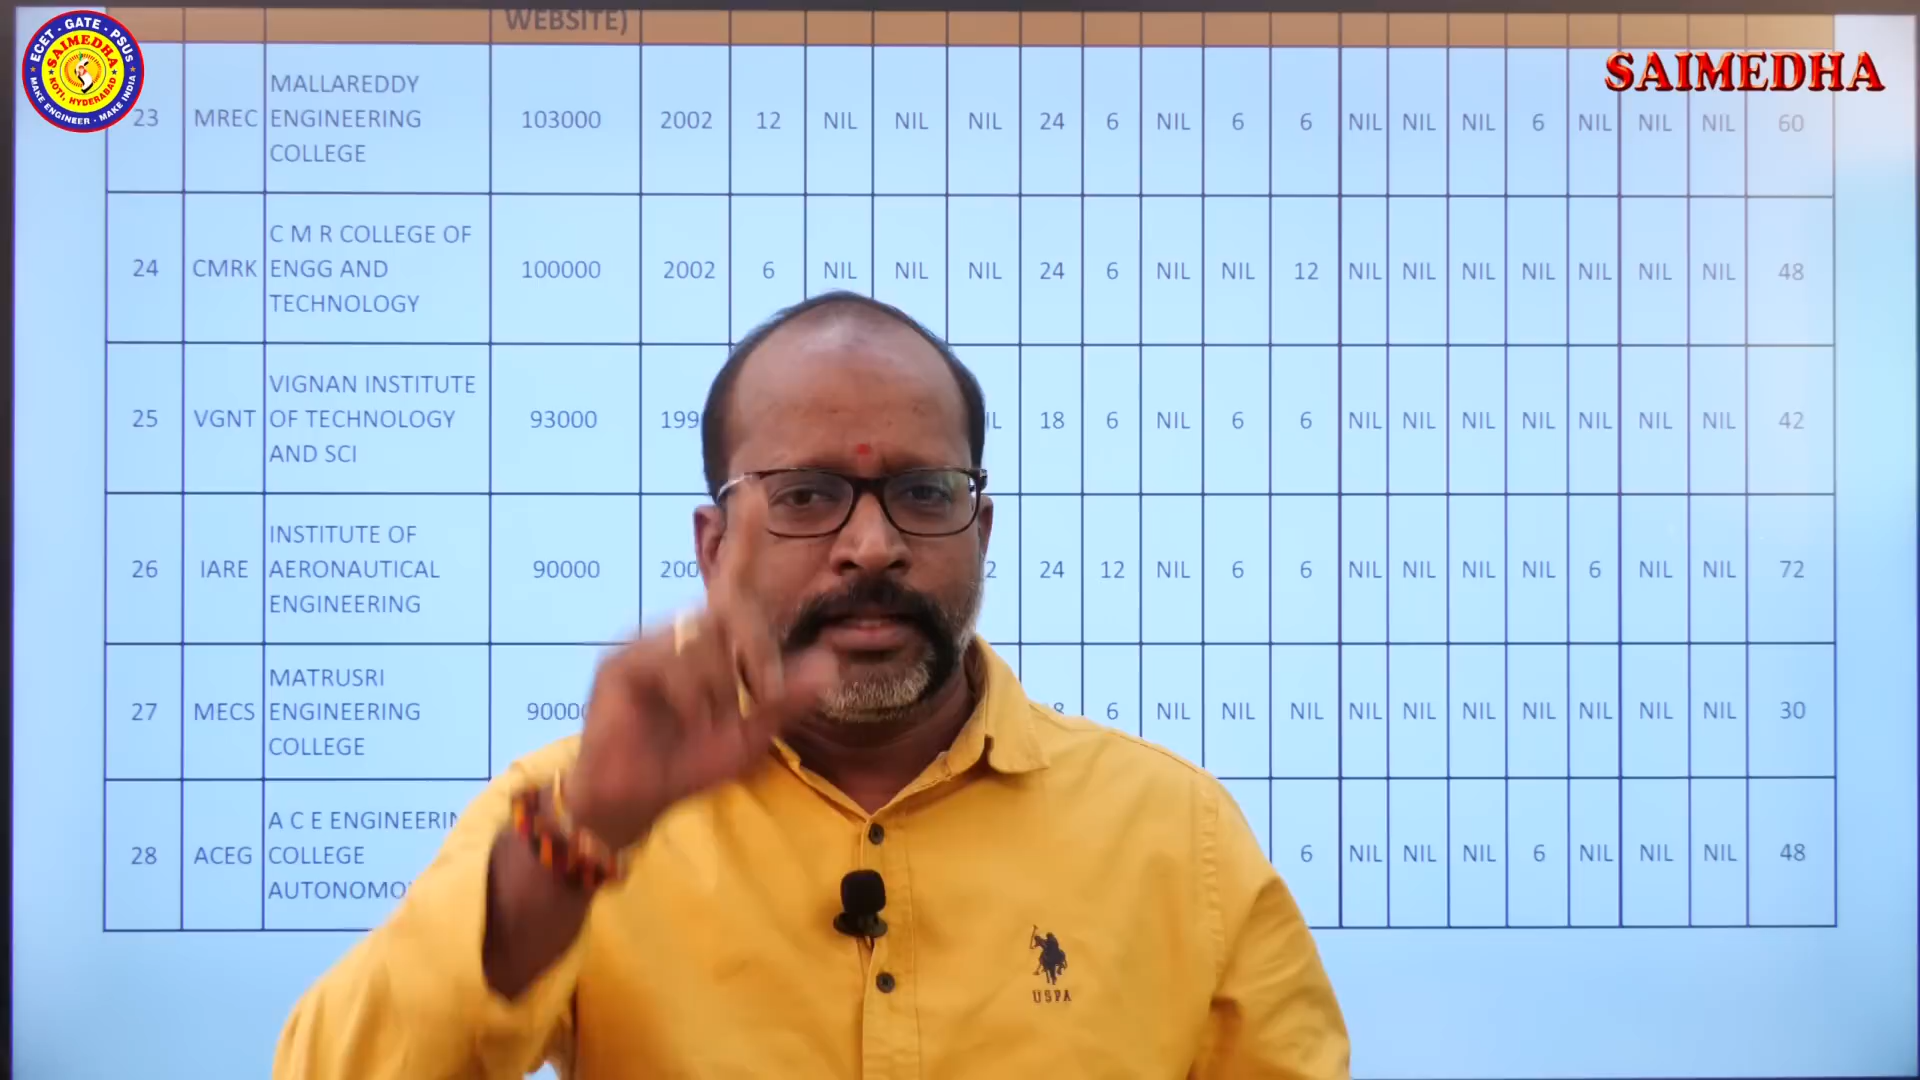 ECET · GATE · PSUS
SAIMEDHA
KOTI, HYDERABAD
MAKE ENGINEER · MAKE INDIA
SAIMEDHA
WEBSITE)
23 MREC MALLAREDDY ENGINEERING COLLEGE 103000 2002 12 NIL NIL NIL 24 6 NIL 6 6 NIL NIL NIL 6 NIL NIL NIL 60
24 CMRK C M R COLLEGE OF ENGG AND TECHNOLOGY 100000 2002 6 NIL NIL NIL 24 6 NIL NIL 12 NIL NIL NIL NIL NIL NIL NIL 48
25 VGNT VIGNAN INSTITUTE OF TECHNOLOGY AND SCI 93000 199 18 6 NIL 6 6 NIL NIL NIL NIL NIL NIL NIL 42
26 IARE INSTITUTE OF AERONAUTICAL ENGINEERING 90000 200 2 24 12 NIL 6 6 NIL NIL NIL NIL 6 NIL NIL 72
27 MECS MATRUSRI ENGINEERING COLLEGE 9000 8 6 NIL NIL NIL NIL NIL NIL NIL NIL NIL NIL 30
28 ACEG A C E ENGINEERIN COLLEGE AUTONOMO 6 NIL NIL NIL 6 NIL NIL NIL 48
USPA